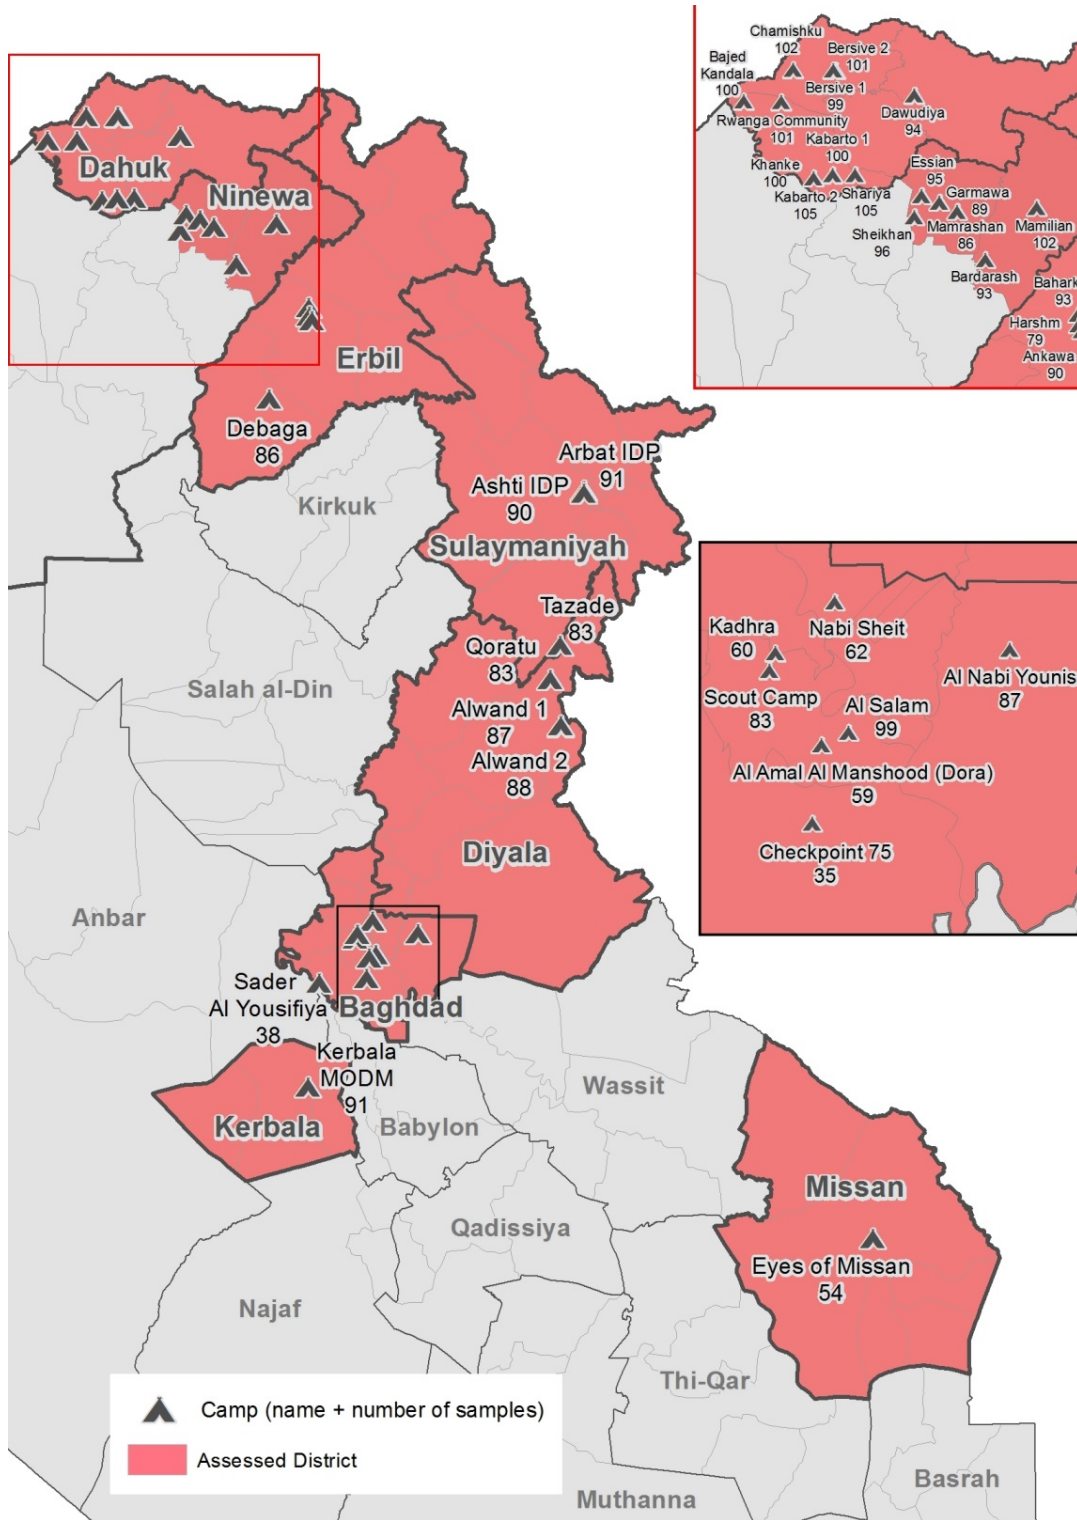 Dahuk
Ninewa
Erbil
Debaga
86
Kirkuk
Arbat IDP
91
Ashti IDP
90
Sulaymaniyah
Tazade
83
Qoratu
83
Salah al-Din
Alwand 1
87
Alwand 2
88
Diyala
Anbar
Sader
Al Yousifiya
38
Baghdad
Kerbala
MODM
91
Kerbala
Babylon
Wassit
Missan
Eyes of Missan
54
Qadissiya
Najaf
Thi-Qar
Basrah
Muthanna
Camp (name + number of samples)
Assessed District
Chamishku
102
Bersive 2
101
Bajed
Kandala
100
Bersive 1
99
Dawudiya
94
Rwanga Community
101
Kabarto 1
100
Khanke
100
Kabarto 2
105
Shariya
105
Essian
95
Garmawa
89
Sheikhan
96
Mamrashan
86
Mamilian
102
Bardarash
93
Bahark
93
Harshm
79
Ankawa
90
Nabi Sheit
62
Kadhra
60
Scout Camp
83
Al Nabi Younis
87
Al Salam
99
Al Amal Al Manshood (Dora)
59
Checkpoint 75
35